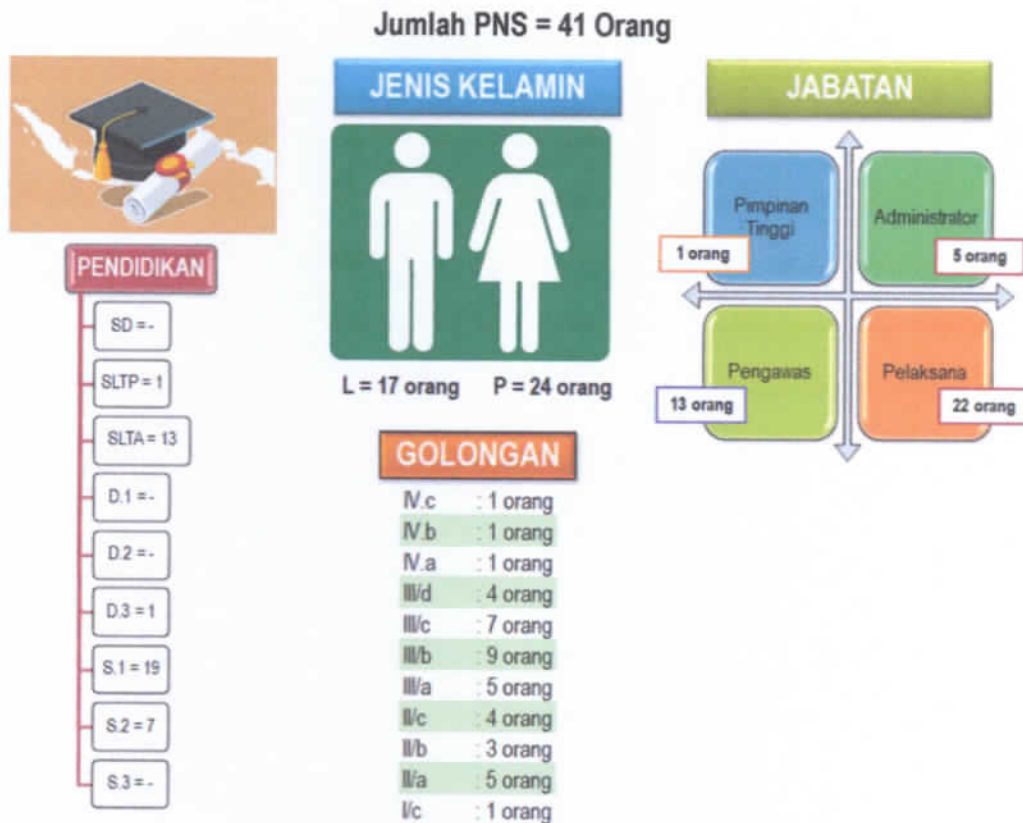 Jumlah PNS = 41 Orang
PENDIDIKAN
SD = -
SLTP = 1
SLTA = 13
D.1 = -
D.2 = -
D.3 = 1
S.1 = 19
S.2 = 7
S.3 = -
JENIS KELAMIN
L = 17 orang P = 24 orang
GOLONGAN
IV.c : 1 orang
IV.b : 1 orang
IV.a : 1 orang
III/d : 4 orang
III/c : 7 orang
III/b : 9 orang
III/a : 5 orang
II/c : 4 orang
II/b : 3 orang
II/a : 5 orang
I/c : 1 orang
JABATAN
Pimpinan
Tinggi
1 orang
Administrator
5 orang
Pengawas
13 orang
Pelaksana
22 orang